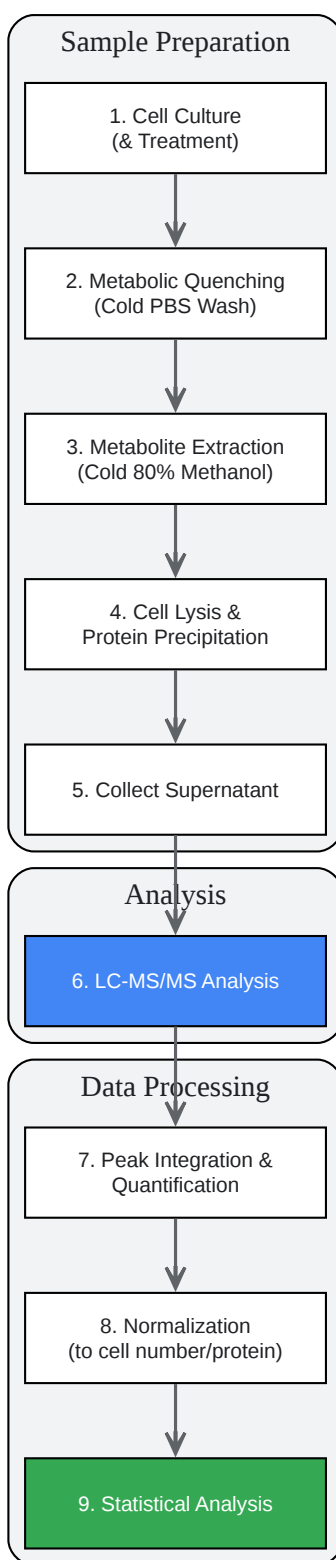 Sample Preparation
1. Cell Culture
(& Treatment)
2. Metabolic Quenching
(Cold PBS Wash)
3. Metabolite Extraction
(Cold 80% Methanol)
4. Cell Lysis &
Protein Precipitation
5. Collect Supernatant
Analysis
6. LC-MS/MS Analysis
Data Processing
7. Peak Integration &
Quantification
8. Normalization
(to cell number/protein)
9. Statistical Analysis